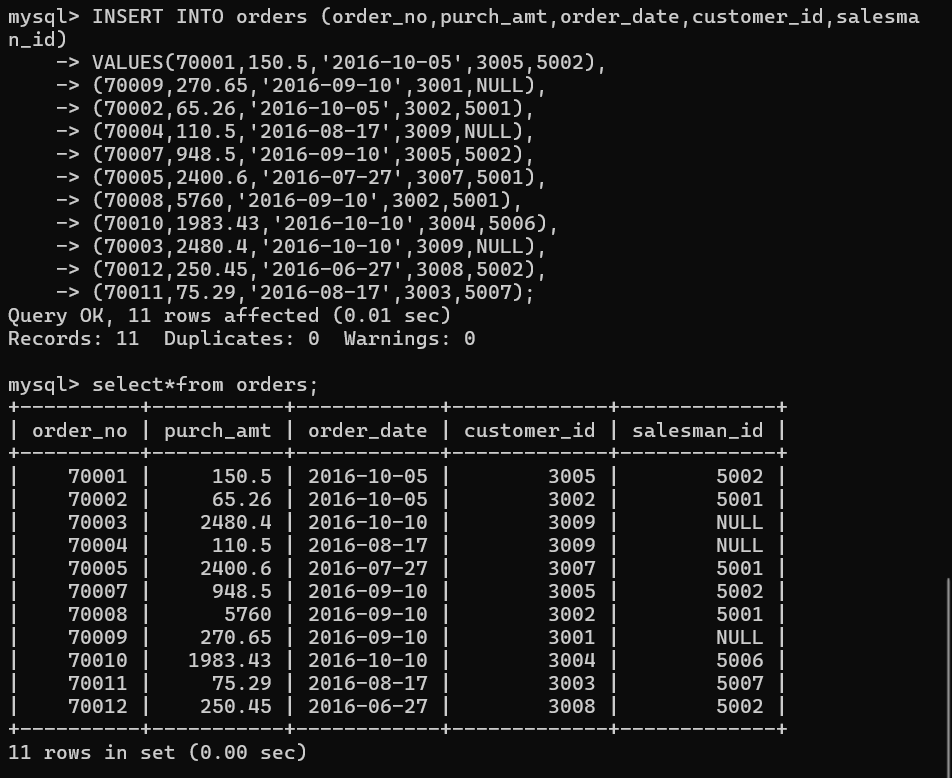 mysql> INSERT INTO orders (order_no,purch_amt,order_date,customer_id,salesma
n_id)
    -> VALUES(70001,150.5,'2016-10-05',3005,5002),
    -> (70009,270.65,'2016-09-10',3001,NULL),
    -> (70002,65.26,'2016-10-05',3002,5001),
    -> (70004,110.5,'2016-08-17',3009,NULL),
    -> (70007,948.5,'2016-09-10',3005,5002),
    -> (70005,2400.6,'2016-07-27',3007,5001),
    -> (70008,5760,'2016-09-10',3002,5001),
    -> (70010,1983.43,'2016-10-10',3004,5006),
    -> (70003,2480.4,'2016-10-10',3009,NULL),
    -> (70012,250.45,'2016-06-27',3008,5002),
    -> (70011,75.29,'2016-08-17',3003,5007);
Query OK, 11 rows affected (0.01 sec)
Records: 11  Duplicates: 0  Warnings: 0

mysql> select*from orders;
+----------+-----------+------------+-------------+-------------+
| order_no | purch_amt | order_date | customer_id | salesman_id |
+----------+-----------+------------+-------------+-------------+
|    70001 |     150.5 | 2016-10-05 |        3005 |        5002 |
|    70002 |     65.26 | 2016-10-05 |        3002 |        5001 |
|    70003 |    2480.4 | 2016-10-10 |        3009 |        NULL |
|    70004 |     110.5 | 2016-08-17 |        3009 |        NULL |
|    70005 |    2400.6 | 2016-07-27 |        3007 |        5001 |
|    70007 |     948.5 | 2016-09-10 |        3005 |        5002 |
|    70008 |      5760 | 2016-09-10 |        3002 |        5001 |
|    70009 |    270.65 | 2016-09-10 |        3001 |        NULL |
|    70010 |   1983.43 | 2016-10-10 |        3004 |        5006 |
|    70011 |     75.29 | 2016-08-17 |        3003 |        5007 |
|    70012 |    250.45 | 2016-06-27 |        3008 |        5002 |
+----------+-----------+------------+-------------+-------------+
11 rows in set (0.00 sec)